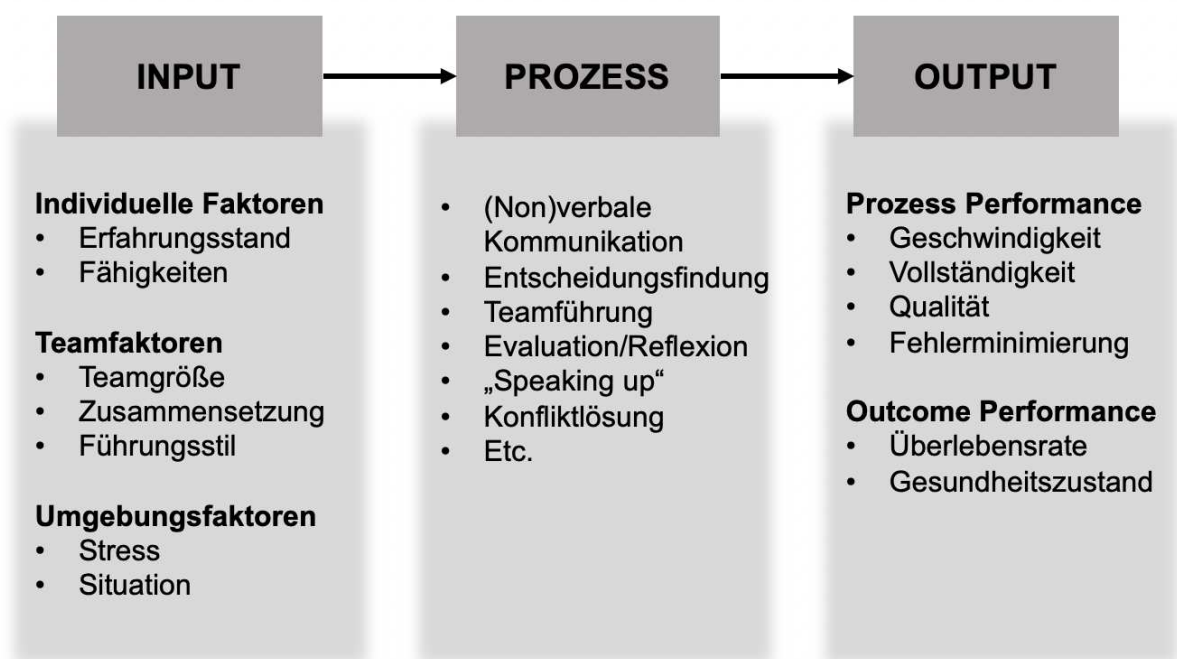 INPUT
PROZESS
OUTPUT
Individuelle Faktoren
• Erfahrungsstand
• Fähigkeiten
Teamfaktoren
• Teamgröße
• Zusammensetzung
• Führungsstil
Umgebungsfaktoren
• Stress
• Situation
• (Non)verbale
Kommunikation
• Entscheidungsfindung
• Teamführung
• Evaluation/Reflexion
• „Speaking up“
• Konfliktlösung
• Etc.
Prozess Performance
• Geschwindigkeit
• Vollständigkeit
• Qualität
• Fehlerminimierung
Outcome Performance
• Überlebensrate
• Gesundheitszustand